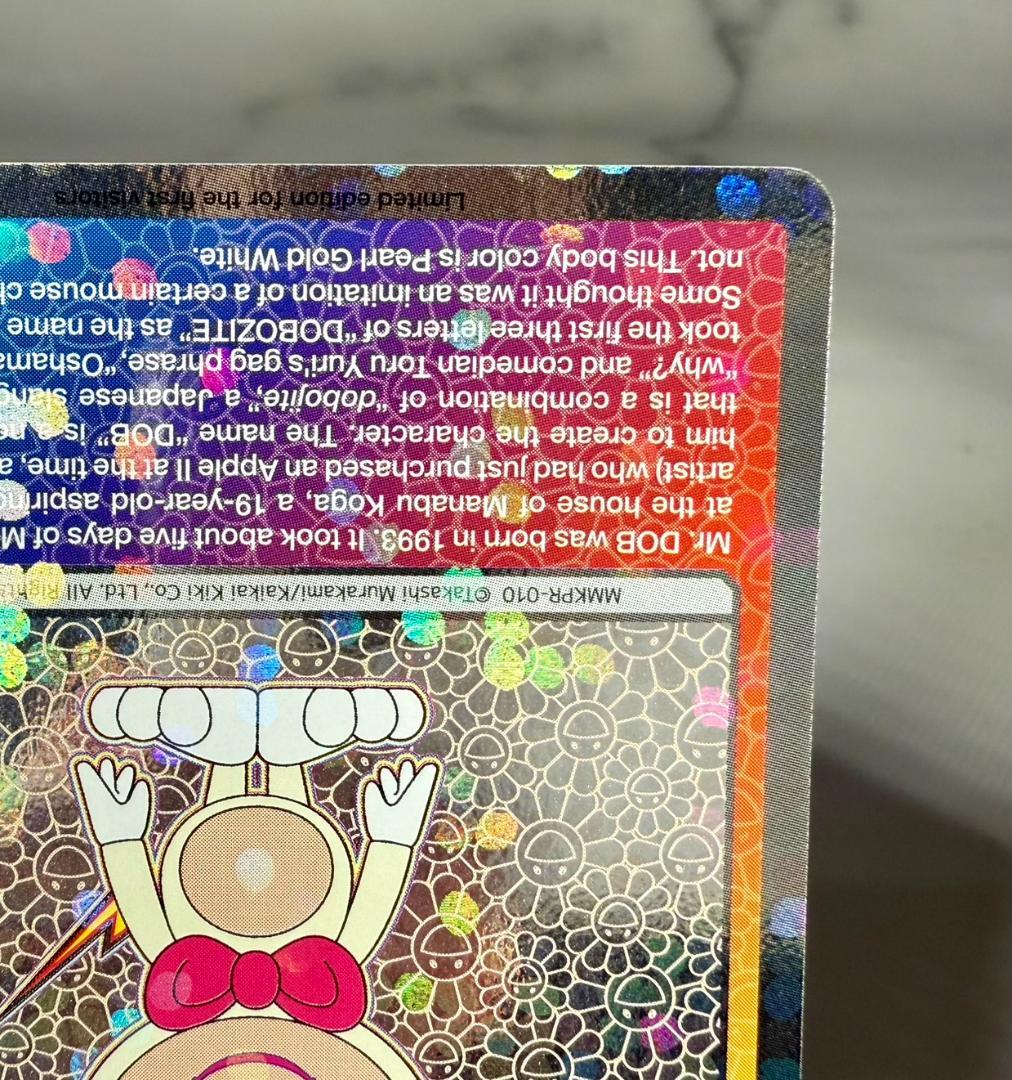 MMKPR-010 ©Takashi Murakami/Kaikai Kiki Co., Ltd. All Rights
Mr. DOB was born in 1993. It took about five days of M
at the house of Manabu Koga, a 19-year-old aspiring
artist) who had just purchased an Apple II at the time, a
him to create the character. The name “DOB” is a ne
that is a combination of “dobojite,” a Japanese slang
“why?” and comedian Toru Yuri's gag phrase, “Oshama
took the first three letters of “DOBOZITE” as the name
Some thought it was an imitation of a certain mouse ch
not. This body color is Pearl Gold White.
Limited edition for the first visitors